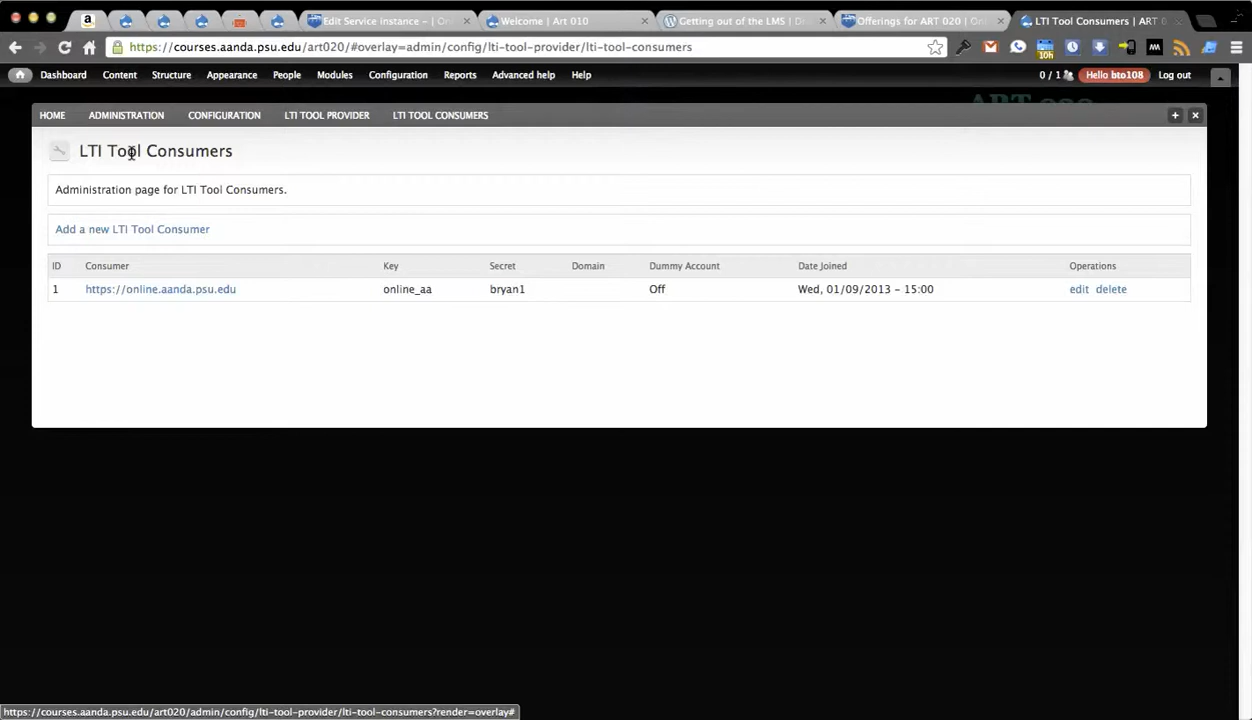 Edit Service instance - | O
Welcome | Art 010
Getting out of the LMS | D
Offerings for ART 020 | O
LTI Tool Consumers | ART 0
https://courses.aanda.psu.edu/art020/#overlay=admin/config/lti-tool-provider/lti-tool-consumers
10h
Dashboard Content Structure Appearance People Modules Configuration Reports Advanced help Help 0 / 1 Hello bto108 Log out
HOME ADMINISTRATION CONFIGURATION LTI TOOL PROVIDER LTI TOOL CONSUMERS
LTI Tool Consumers
Administration page for LTI Tool Consumers.
Add a new LTI Tool Consumer
ID Consumer Key Secret Domain Dummy Account Date Joined Operations
1 https://online.aanda.psu.edu online_aa bryan1 Off Wed, 01/09/2013 - 15:00 edit delete
https://courses.aanda.psu.edu/art020/admin/config/lti-tool-provider/lti-tool-consumers?render=overlay#